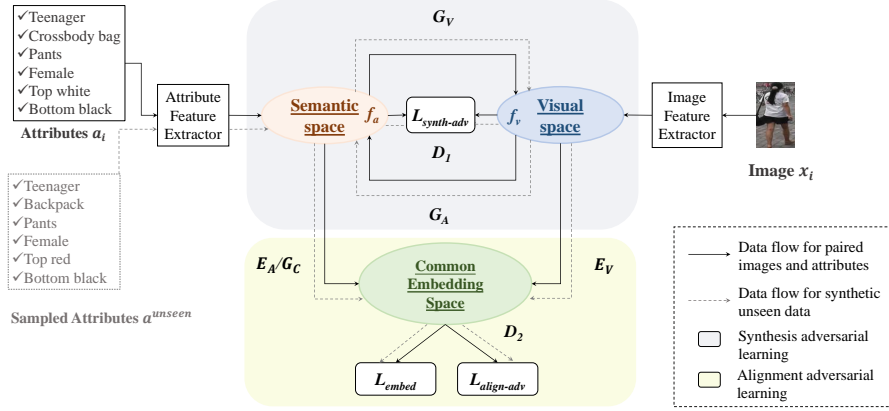 ✓Teenager
✓Crossbody bag
✓Pants
✓Female
✓Top white
✓Bottom black
Attributes a_i
Attribute
Feature
Extractor
✓Teenager
✓Backpack
✓Pants
✓Female
✓Top red
✓Bottom black
Sampled Attributes a^unseen
G_V
Semantic
space
f_a
L_synth-adv
f_v
Visual
space
D_1
G_A
Image
Feature
Extractor
Image x_i
E_A/G_C
Common
Embedding
Space
E_V
D_2
L_embed
L_align-adv
Data flow for paired
images and attributes
Data flow for synthetic
unseen data
Synthesis adversarial
learning
Alignment adversarial
learning